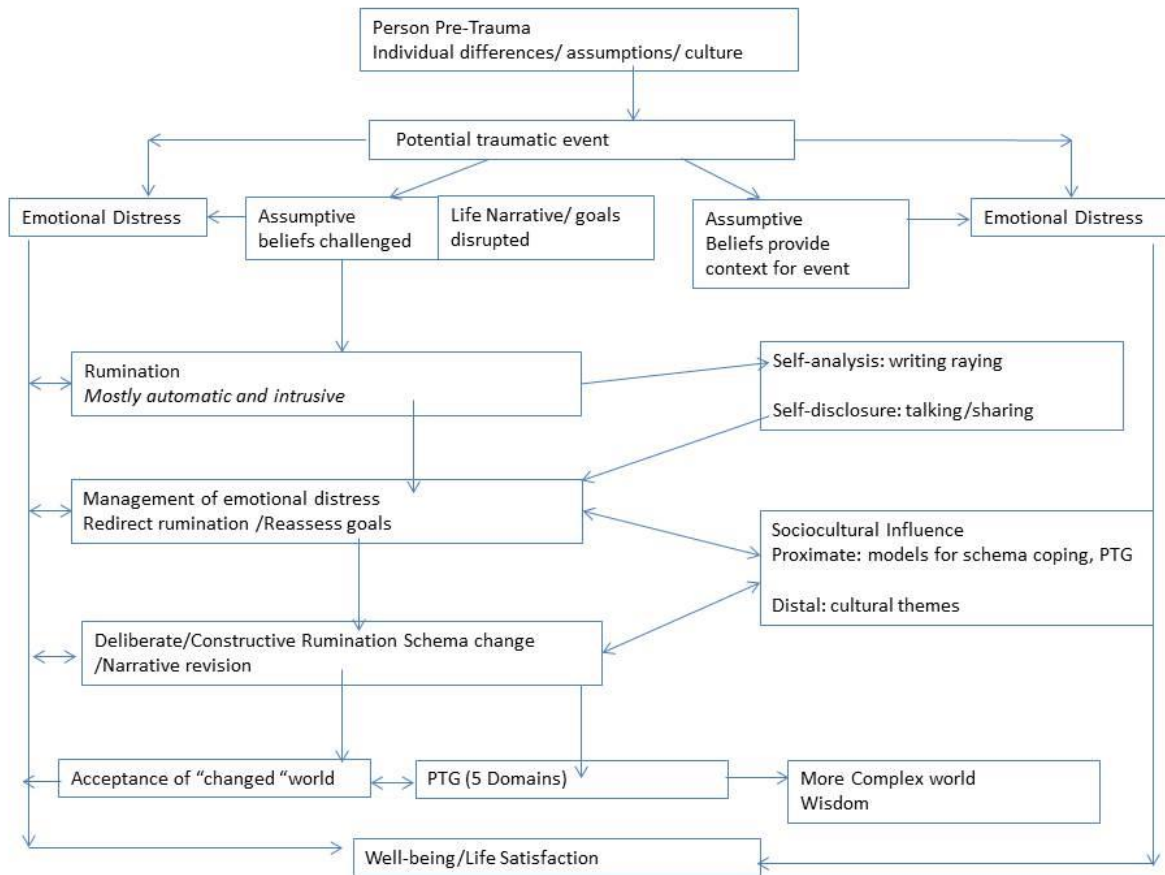 Person Pre-Trauma
Individual differences/ assumptions/ culture
Potential traumatic event
Emotional Distress
Assumptive
beliefs challenged
Life Narrative/ goals
disrupted
Assumptive
Beliefs provide
context for event
Emotional Distress
Rumination
Mostly automatic and intrusive
Self-analysis: writing raying
Self-disclosure: talking/sharing
Management of emotional distress
Redirect rumination /Reassess goals
Sociocultural Influence
Proximate: models for schema coping, PTG
Distal: cultural themes
Deliberate/Constructive Rumination Schema change
/Narrative revision
Acceptance of “changed “world
PTG (5 Domains)
More Complex world
Wisdom
Well-being/Life Satisfaction